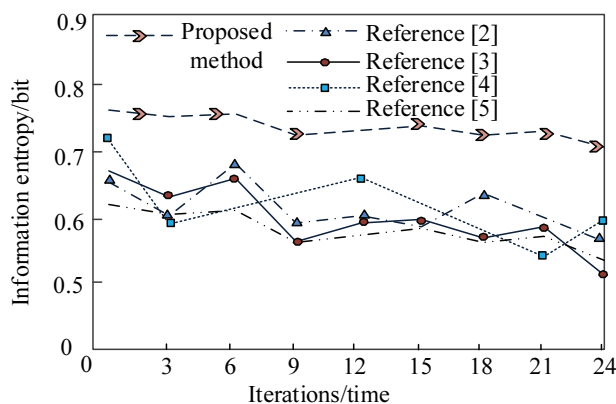 0.9
0.8
0.7
0.6
0.5
0
Information entropy/bit
Proposed method
Reference [2]
Reference [3]
Reference [4]
Reference [5]
0 3 6 9 12 15 18 21 24
Iterations/time